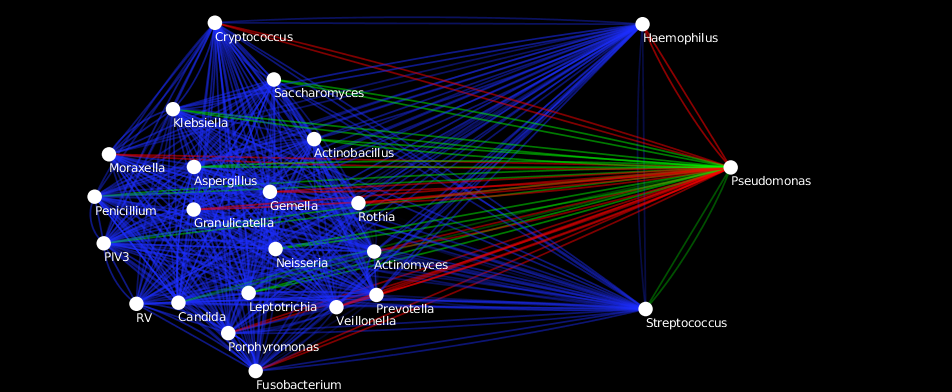 Cryptococcus
Haemophilus
Saccharomyces
Klebsiella
Actinobacillus
Moraxella
Aspergillus
Pseudomonas
Penicillium
Gemella
Granulicatella
Rothia
PIV3
Neisseria
Actinomyces
RV
Candida
Leptotrichia
Veillonella
Prevotella
Streptococcus
Porphyromonas
Fusobacterium